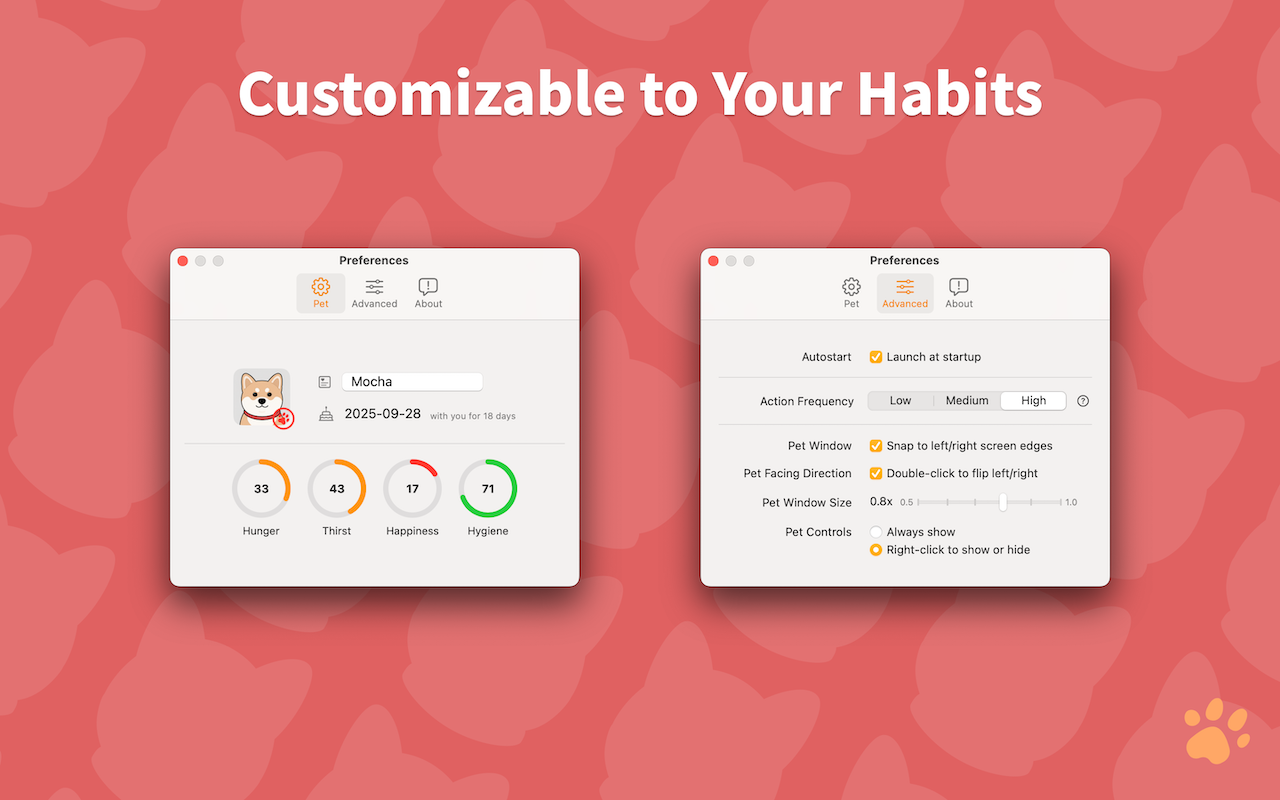 Customizable to Your Habits
Preferences
Pet Advanced About
Mocha
2025-09-28 with you for 18 days
33 43 17 71
Hunger Thirst Happiness Hygiene
Preferences
Pet Advanced About
Autostart Launch at startup
Action Frequency Low Medium High ?
Pet Window Snap to left/right screen edges
Pet Facing Direction Double-click to flip left/right
Pet Window Size 0.8x 0.5 1.0
Pet Controls Always show
Right-click to show or hide